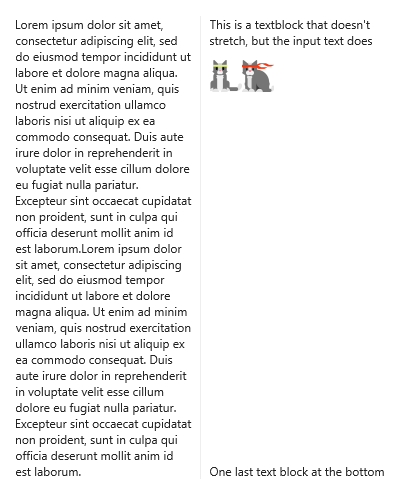 Lorem ipsum dolor sit amet,
consectetur adipiscing elit, sed
do eiusmod tempor incididunt ut
labore et dolore magna aliqua.
Ut enim ad minim veniam, quis
nostrud exercitation ullamco
laboris nisi ut aliquip ex ea
commodo consequat. Duis aute
irure dolor in reprehenderit in
voluptate velit esse cillum dolore
eu fugiat nulla pariatur.
Excepteur sint occaecat cupidatat
non proident, sunt in culpa qui
officia deserunt mollit anim id
est laborum.Lorem ipsum dolor
sit amet, consectetur adipiscing
elit, sed do eiusmod tempor
incididunt ut labore et dolore
magna aliqua. Ut enim ad minim
veniam, quis nostrud exercitation
ullamco laboris nisi ut aliquip ex
ea commodo consequat. Duis
aute irure dolor in reprehenderit
in voluptate velit esse cillum
dolore eu fugiat nulla pariatur.
Excepteur sint occaecat cupidatat
non proident, sunt in culpa qui
officia deserunt mollit anim id
est laborum.
This is a textblock that doesn't
stretch, but the input text does
One last text block at the bottom